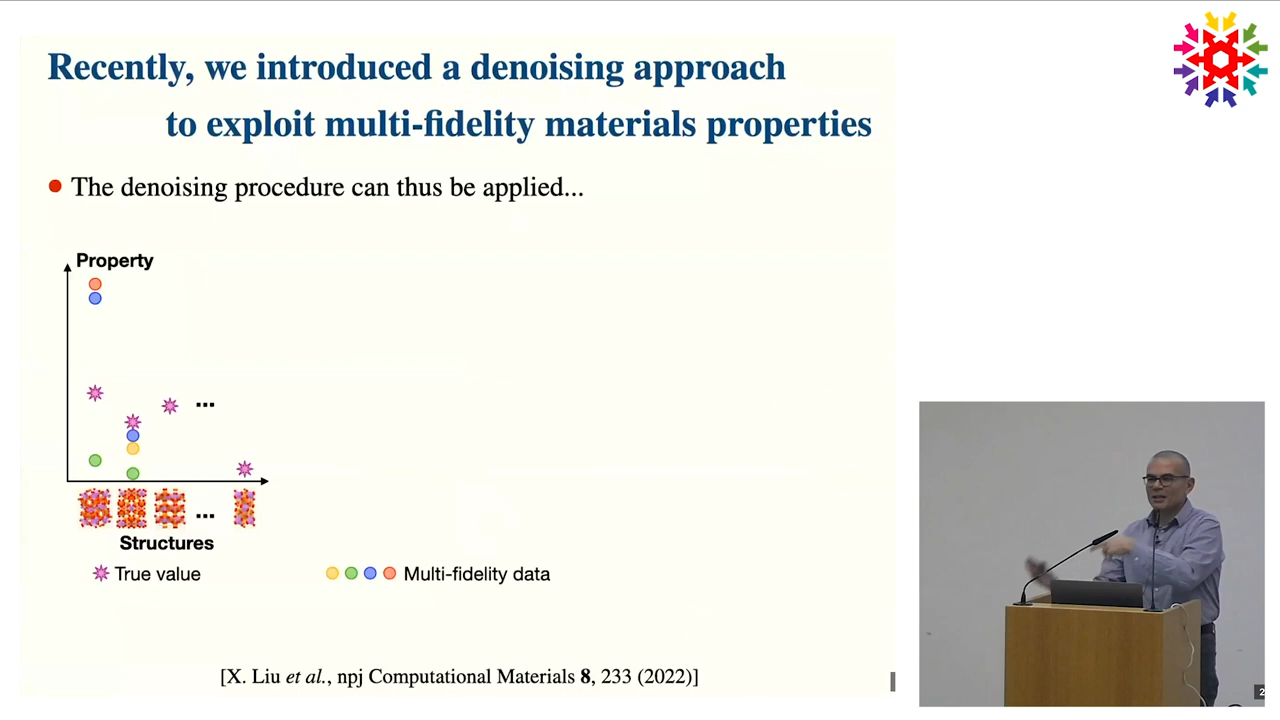 Recently, we introduced a denoising approach
to exploit multi-fidelity materials properties
• The denoising procedure can thus be applied...
Property
...
...
Structures
True value
Multi-fidelity data
[X. Liu et al., npj Computational Materials 8, 233 (2022)]
2